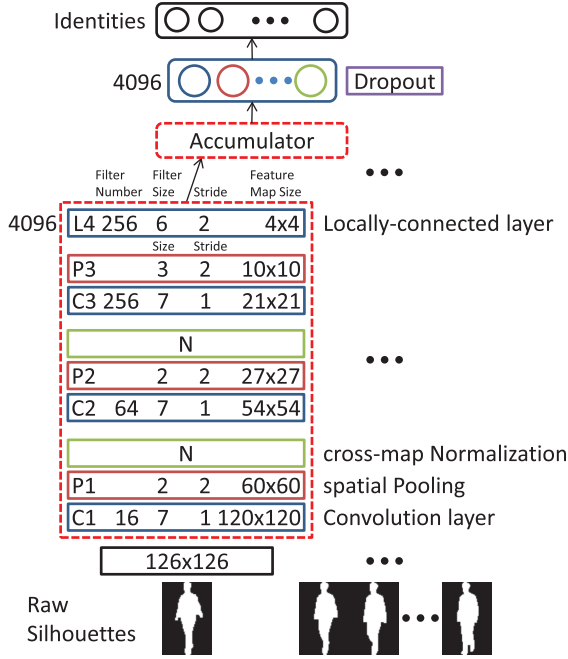 Identities
4096
Dropout
Accumulator
Filter Number Filter Size Stride Feature Map Size
4096 L4 256 6 2 4x4 Locally-connected layer
Size Stride
P3 3 2 10x10
C3 256 7 1 21x21
N
P2 2 2 27x27
C2 64 7 1 54x54
N cross-map Normalization
P1 2 2 60x60 spatial Pooling
C1 16 7 1 120x120 Convolution layer
126x126
Raw
Silhouettes